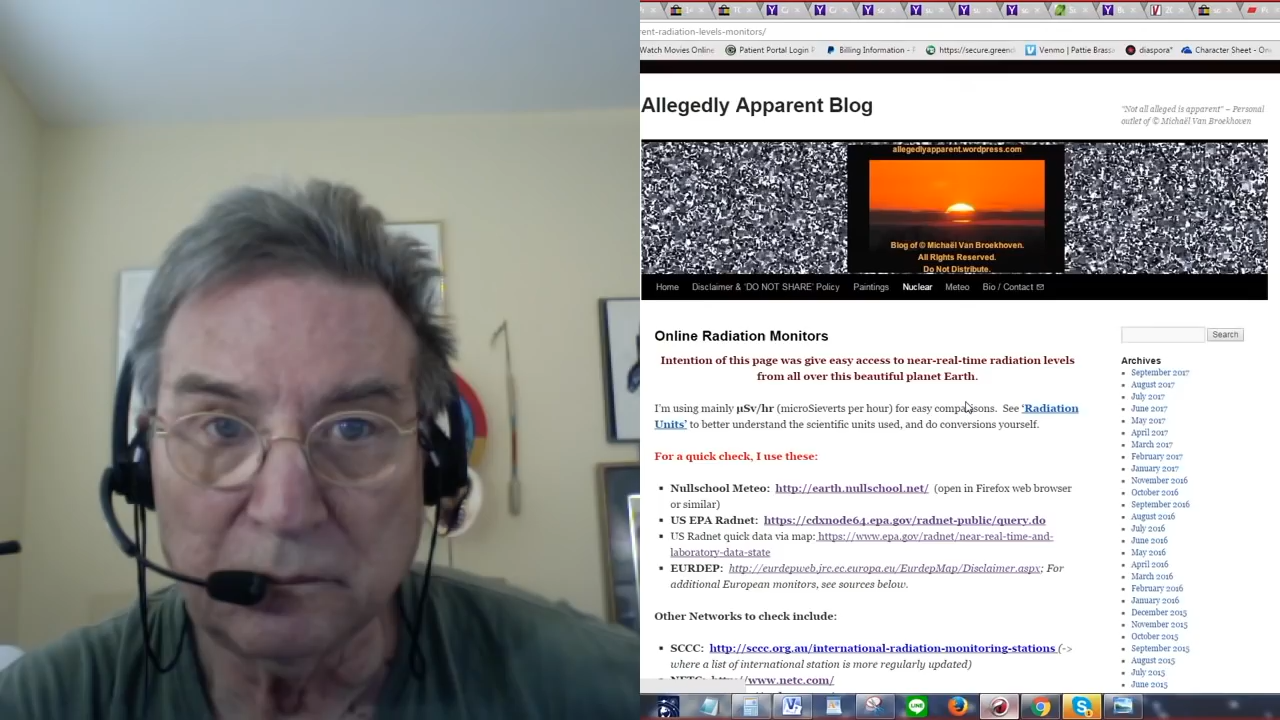 ent-radiation-levels-monitors/
Watch Movies Online
Patient Portal Login
Billing Information -
https://secure.greend
Venmo | Pattie Brass
diaspora*
Character Sheet - On
Allegedly Apparent Blog
"Not all alleged is apparent" – Personal
outlet of © Michaël Van Broekhoven
allegedlyapparent.wordpress.com
Blog of © Michaël Van Broekhoven.
All Rights Reserved.
Do Not Distribute.
Home
Disclaimer & 'DO NOT SHARE' Policy
Paintings
Nuclear
Meteo
Bio / Contact
Online Radiation Monitors
Search
Intention of this page was give easy access to near-real-time radiation levels
from all over this beautiful planet Earth.
I'm using mainly µSv/hr (microSieverts per hour) for easy comparisons. See 'Radiation
Units' to better understand the scientific units used, and do conversions yourself.
For a quick check, I use these:
Nullschool Meteo: http://earth.nullschool.net/ (open in Firefox web browser
or similar)
US EPA Radnet: https://cdxnode64.epa.gov/radnet-public/query.do
US Radnet quick data via map: https://www.epa.gov/radnet/near-real-time-and-
laboratory-data-state
EURDEP: http://eurdepweb.jrc.ec.europa.eu/EurdepMap/Disclaimer.aspx; For
additional European monitors, see sources below.
Other Networks to check include:
SCCC: http://sccc.org.au/international-radiation-monitoring-stations (->
where a list of international station is more regularly updated)
NETC: http://www.netc.com/
Archives
September 2017
August 2017
July 2017
June 2017
May 2017
April 2017
March 2017
February 2017
January 2017
November 2016
October 2016
September 2016
August 2016
July 2016
June 2016
May 2016
April 2016
March 2016
February 2016
January 2016
December 2015
November 2015
October 2015
September 2015
August 2015
July 2015
June 2015
LINE